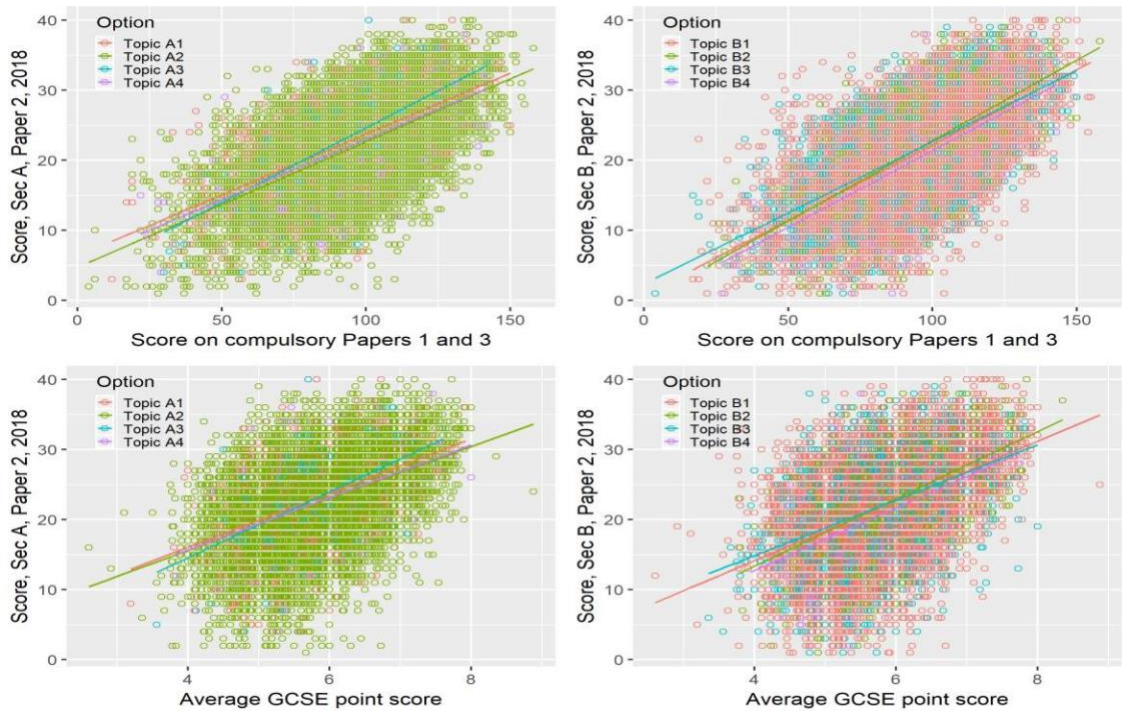 Score, Sec A, Paper 2, 2018
40
30
20
10
0
Option
Topic A1
Topic A2
Topic A3
Topic A4
0
50
100
150
Score on compulsory Papers 1 and 3
Score, Sec B, Paper 2, 2018
40
30
20
10
0
Option
Topic B1
Topic B2
Topic B3
Topic B4
0
50
100
150
Score on compulsory Papers 1 and 3
Score, Sec A, Paper 2, 2018
40
30
20
10
0
Option
Topic A1
Topic A2
Topic A3
Topic A4
4
6
8
Average GCSE point score
Score, Sec B, Paper 2, 2018
40
30
20
10
0
Option
Topic B1
Topic B2
Topic B3
Topic B4
4
6
8
Average GCSE point score